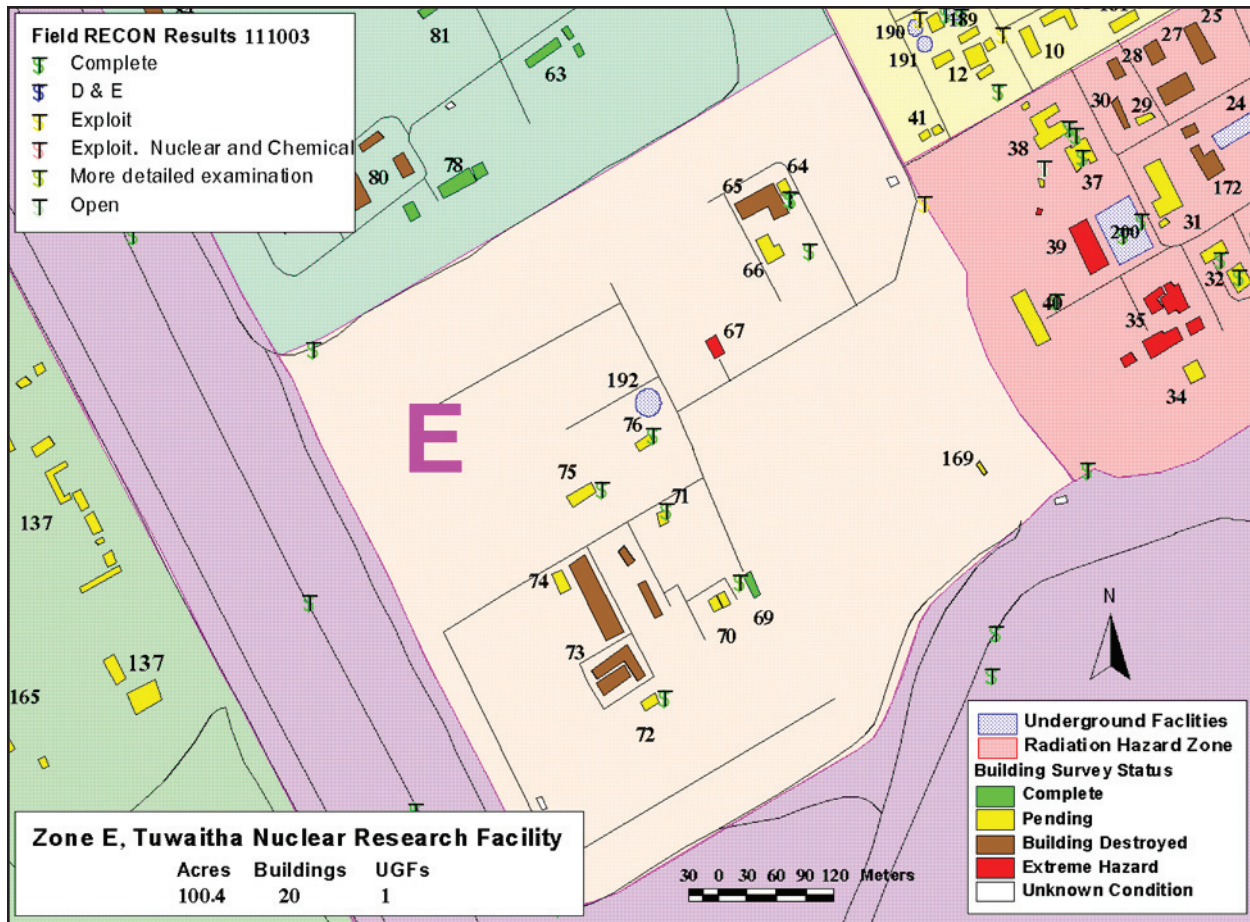 Field RECON Results 111003
Complete
D & E
Exploit
Exploit. Nuclear and Chemical
More detailed examination
Open
81
63
80
78
190
189
191
12
10
41
25
27
28
30
29
24
38
37
172
31
39
200
32
40
35
34
64
65
66
67
192
76
E
75
71
169
74
70
69
73
72
137
137
165
N
Underground Faclities
Radiation Hazard Zone
Building Survey Status
Complete
Pending
Building Destroyed
Extreme Hazard
Unknown Condition
Zone E, Tuwaitha Nuclear Research Facility
Acres Buildings UGFs
100.4 20 1
30 0 30 60 90 120 Meters